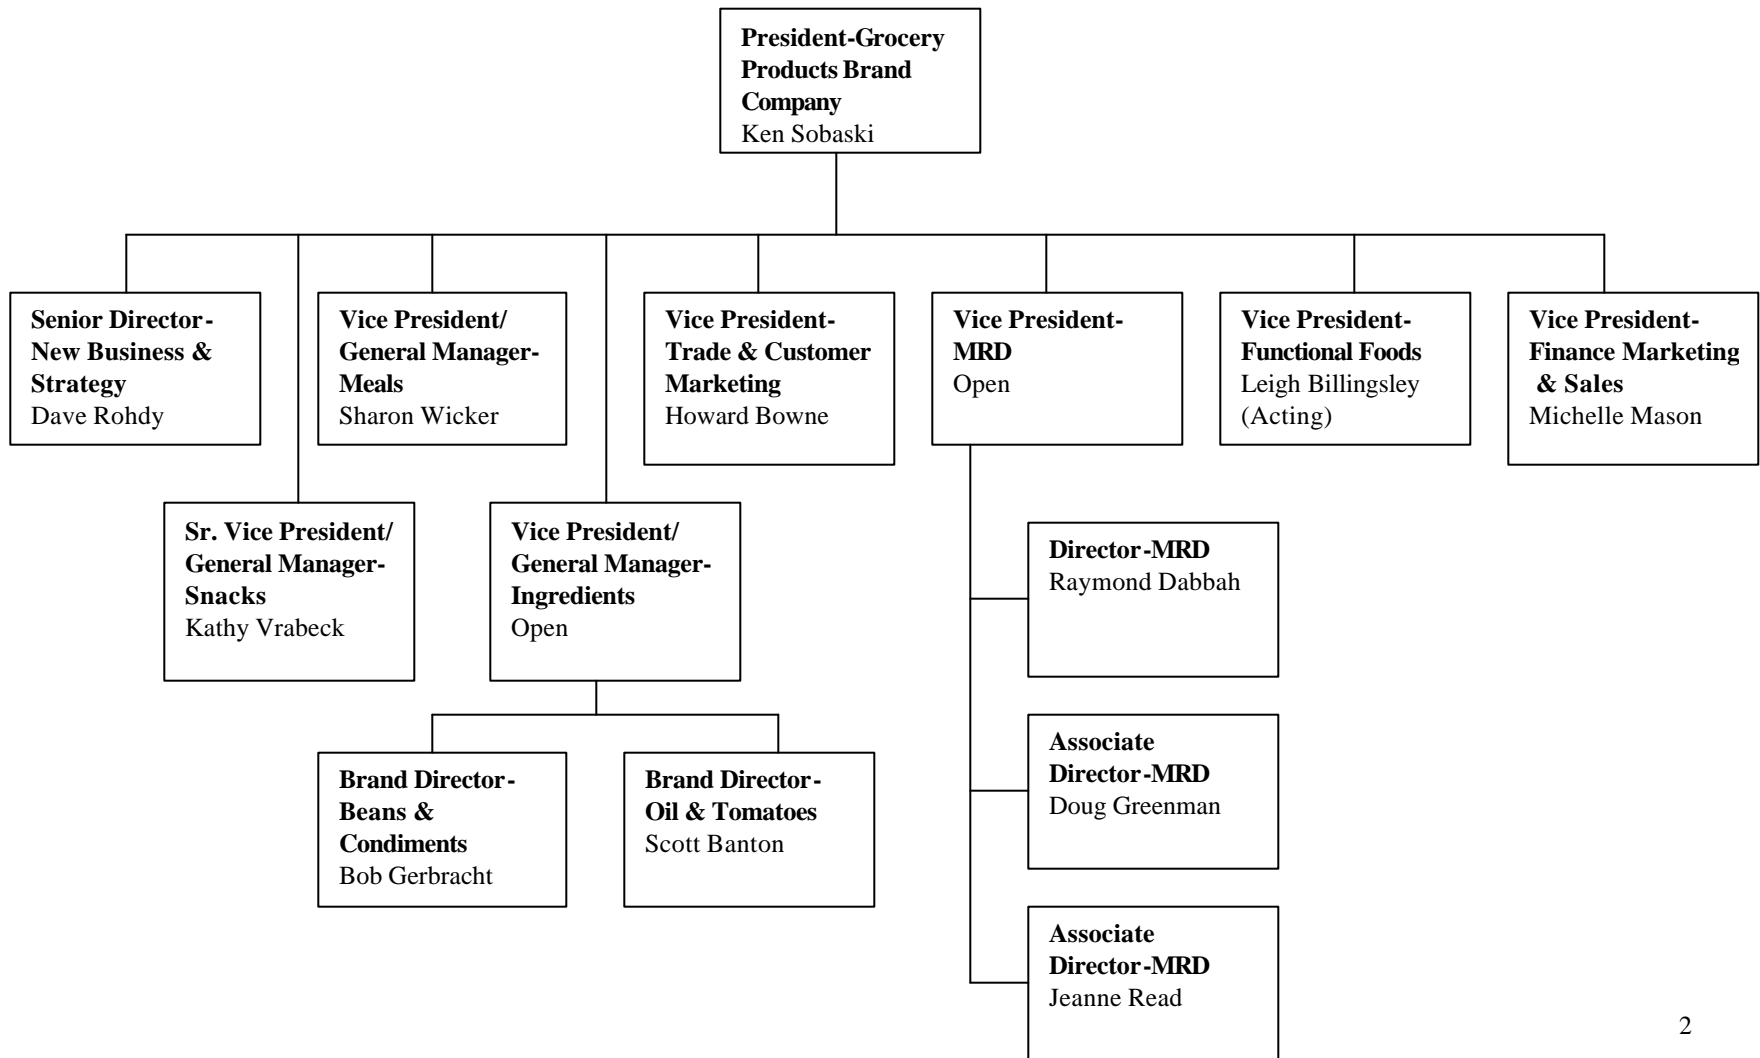 President-Grocery
Products Brand
Company
Ken Sobaski
Senior Director-
New Business &
Strategy
Dave Rohdy
Vice President/
General Manager-
Meals
Sharon Wicker
Vice President-
Trade & Customer
Marketing
Howard Bowne
Vice President-
MRD
Open
Vice President-
Functional Foods
Leigh Billingsley
(Acting)
Vice President-
Finance Marketing
& Sales
Michelle Mason
Sr. Vice President/
General Manager-
Snacks
Kathy Vrabeck
Vice President/
General Manager-
Ingredients
Open
Director-MRD
Raymond Dabbah
Brand Director-
Beans &
Condiments
Bob Gerbracht
Brand Director-
Oil & Tomatoes
Scott Banton
Associate
Director-MRD
Doug Greenman
Associate
Director-MRD
Jeanne Read
2